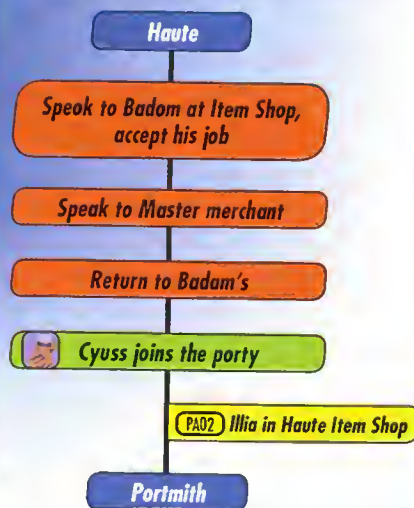 Haute
Speak to Badom at Item Shop,
accept his job
Speak to Master merchant
Return to Badam's
Cyuss joins the porty
PA02 Illia in Haute Item Shop
Portmith